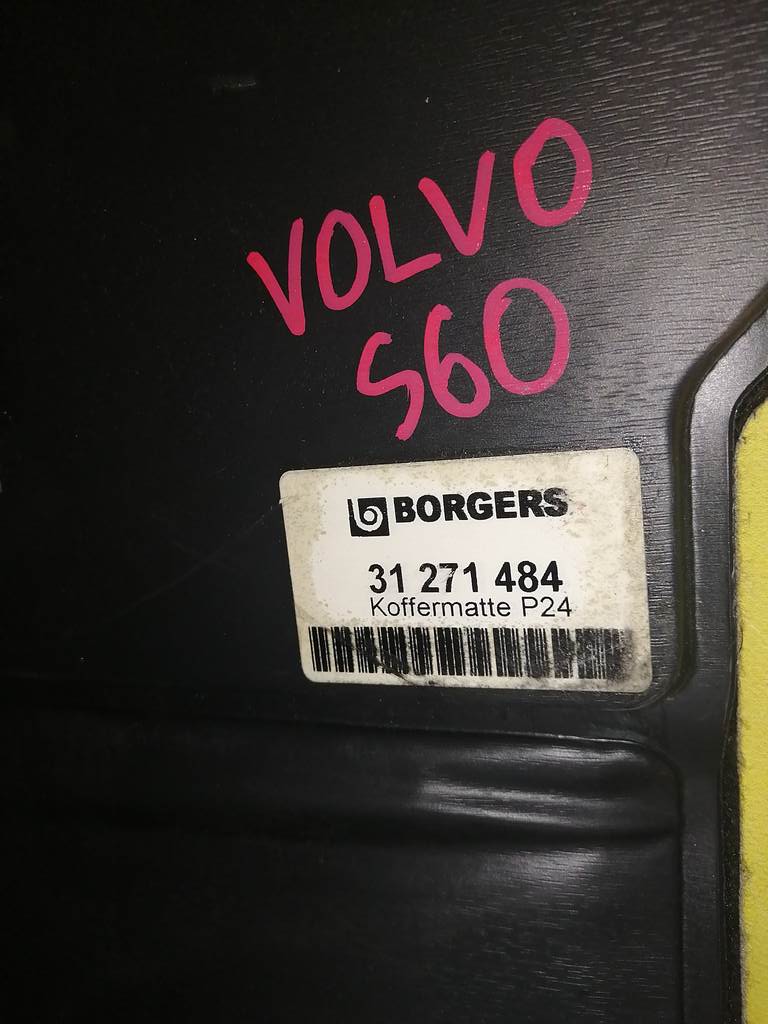 VOLVO
S60
BORGERS
31 271 484
Koffermatte P24